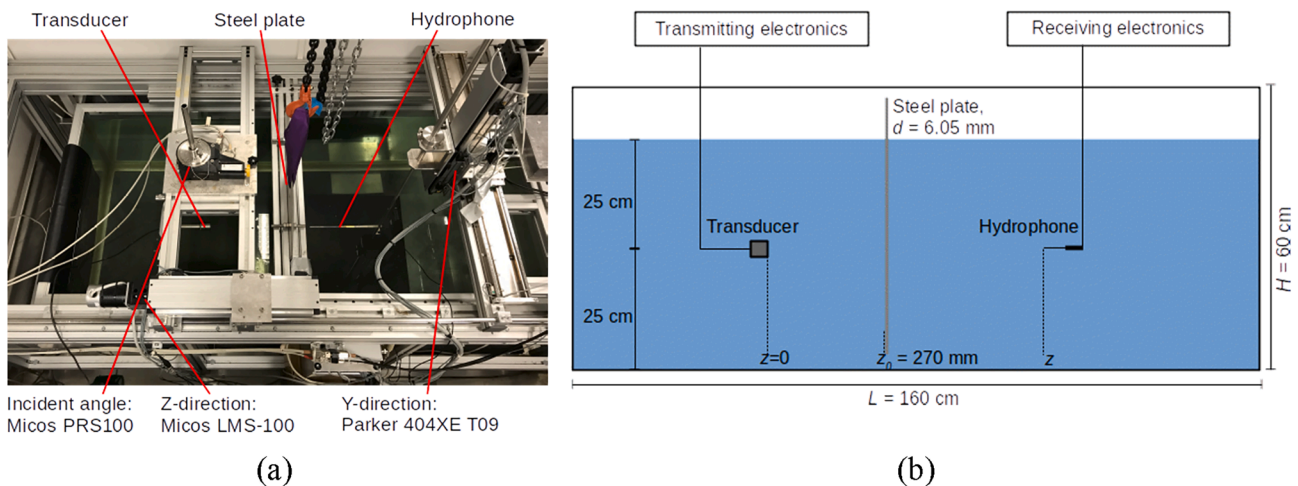 Transducer
Steel plate
Hydrophone
Incident angle:
Micos PRS100
Z-direction:
Micos LMS-100
Y-direction:
Parker 404XE T09
(a)
Transmitting electronics
Receiving electronics
Steel plate,
d = 6.05 mm
25 cm
Transducer
Hydrophone
25 cm
z=0
z₀ = 270 mm
z
H = 60 cm
L = 160 cm
(b)